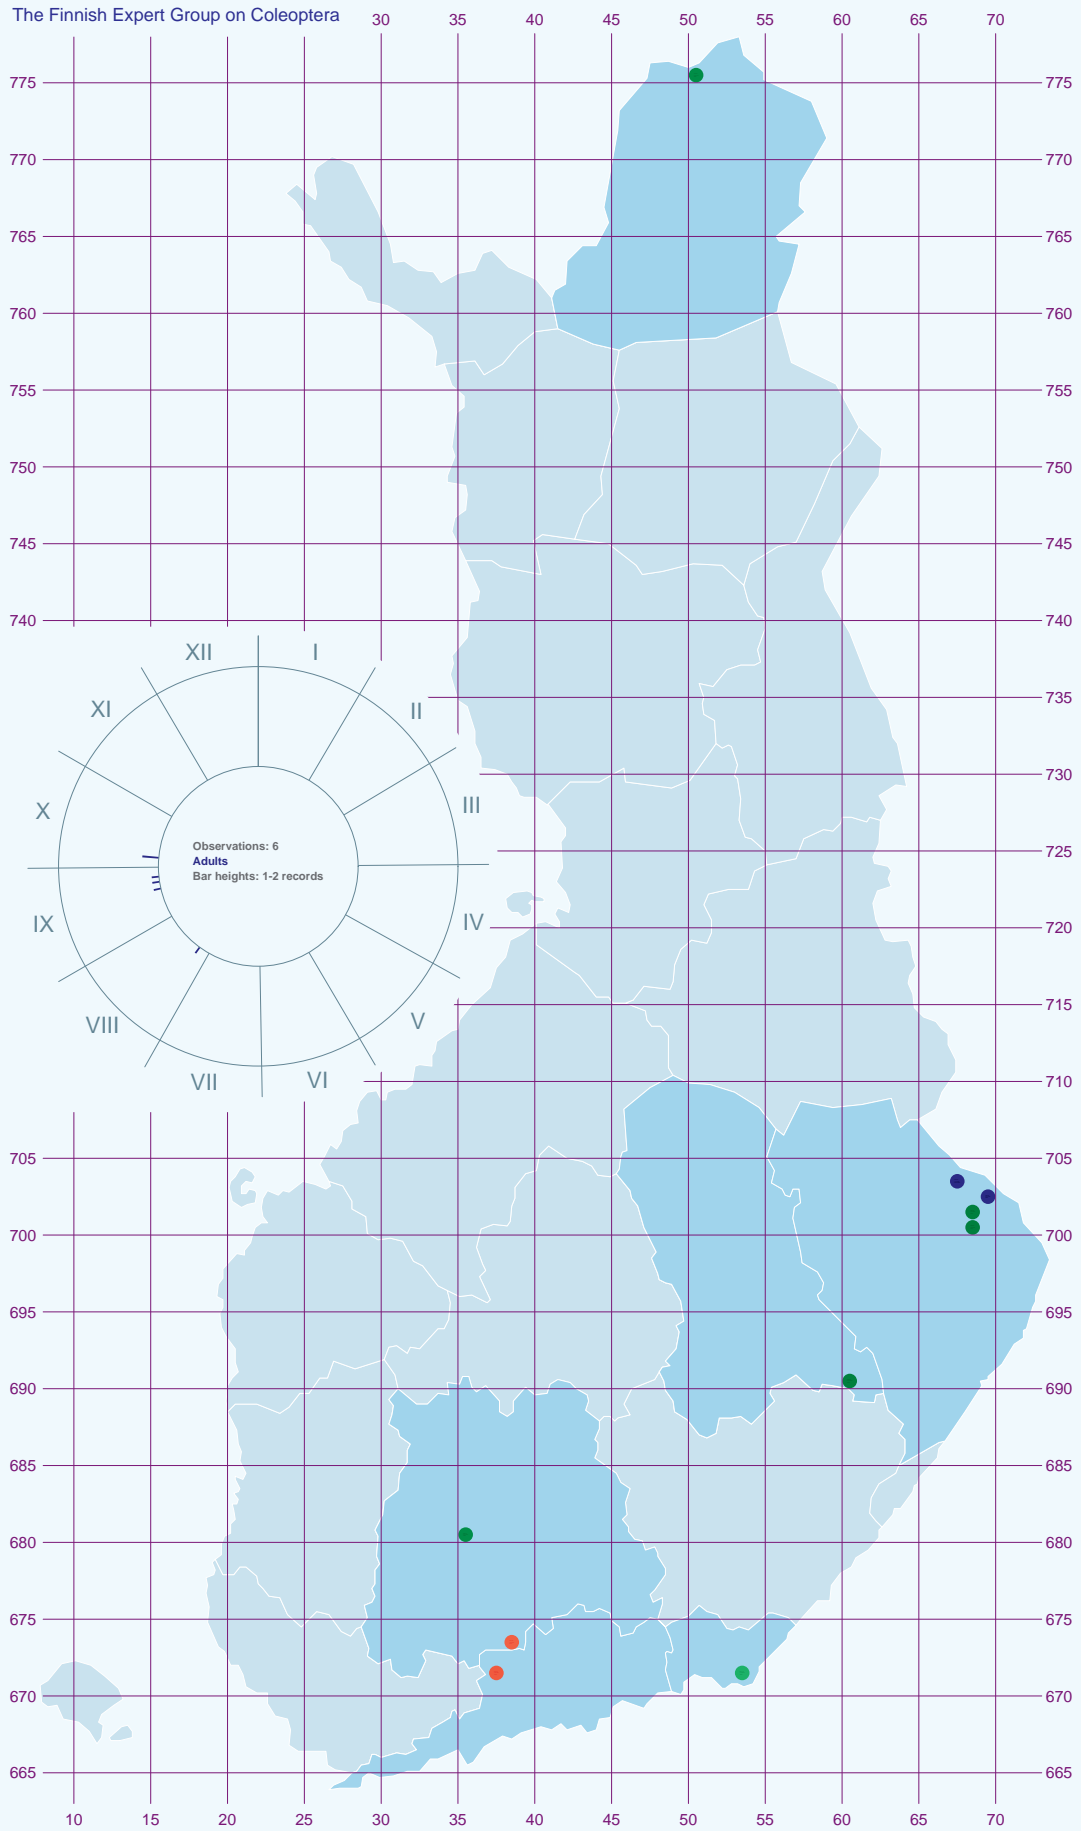 The Finnish Expert Group on Coleoptera
30 35 40 45 50 55 60 65 70
775 775
770 770
765 765
760 760
755 755
750 750
745 745
740 740
XII I
XI II
735
730
X III
Observations: 6
Adults
Bar heights: 1-2 records
725
IX IV
720
VIII V
715
VII VI
710
705 705
700 700
695 695
690 690
685 685
680 680
675 675
670 670
665 665
10 15 20 25 30 35 40 45 50 55 60 65 70